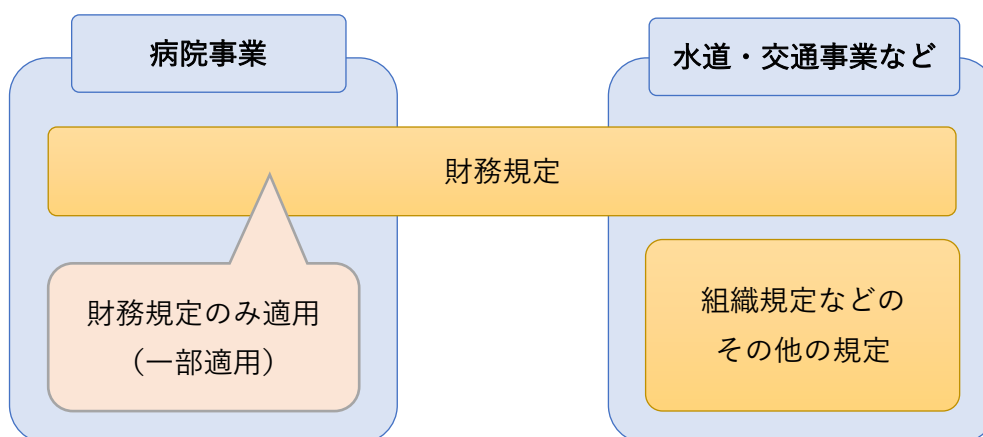 病院事業
水道・交通事業など
財務規定
財務規定のみ適用
（一部適用）
組織規定などの
その他の規定